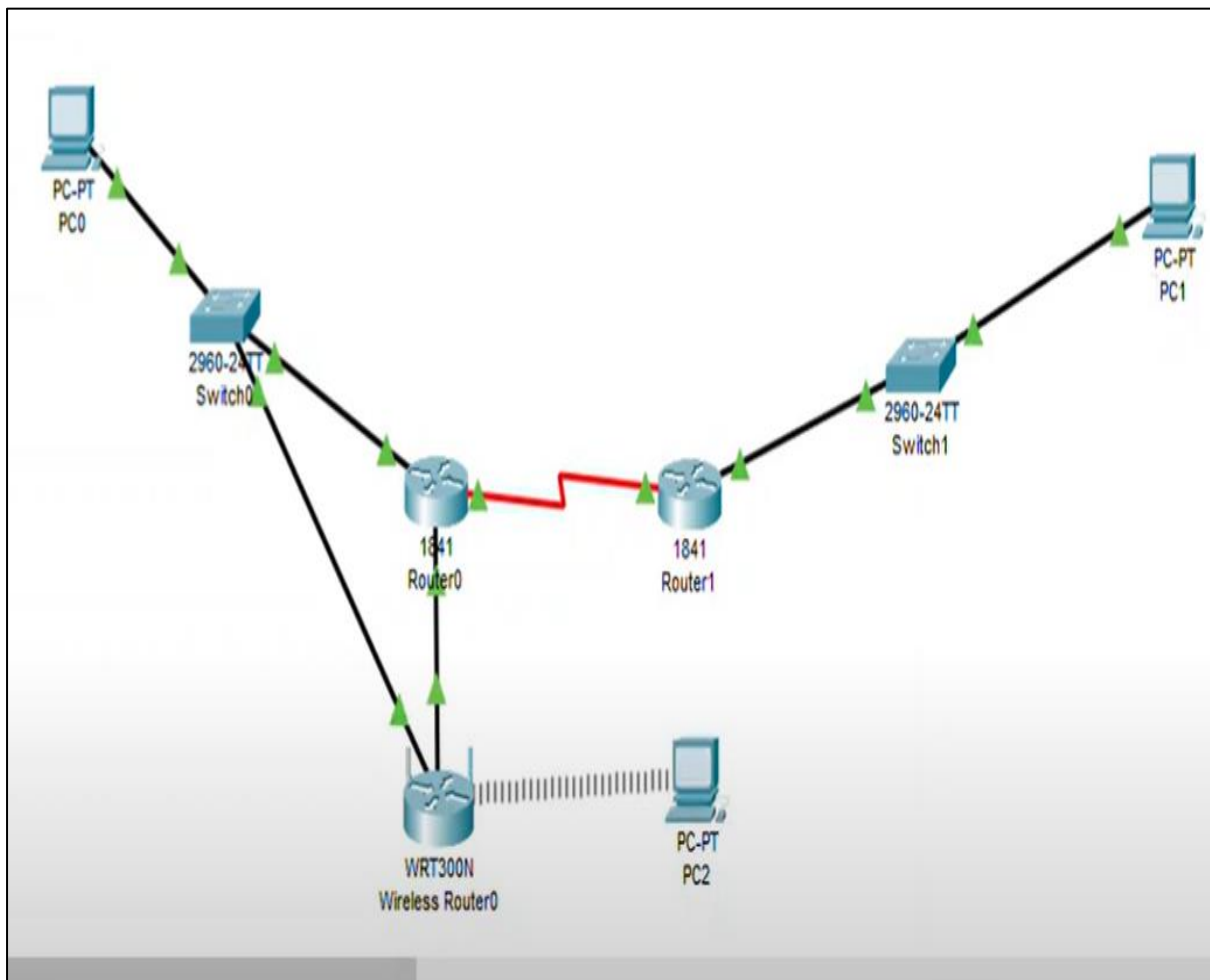 PC-PT
PC0
PC-PT
PC1
2960-24TT
Switch0
2960-24TT
Switch1
1841
Router0
1841
Router1
WRT300N
Wireless Router0
PC-PT
PC2